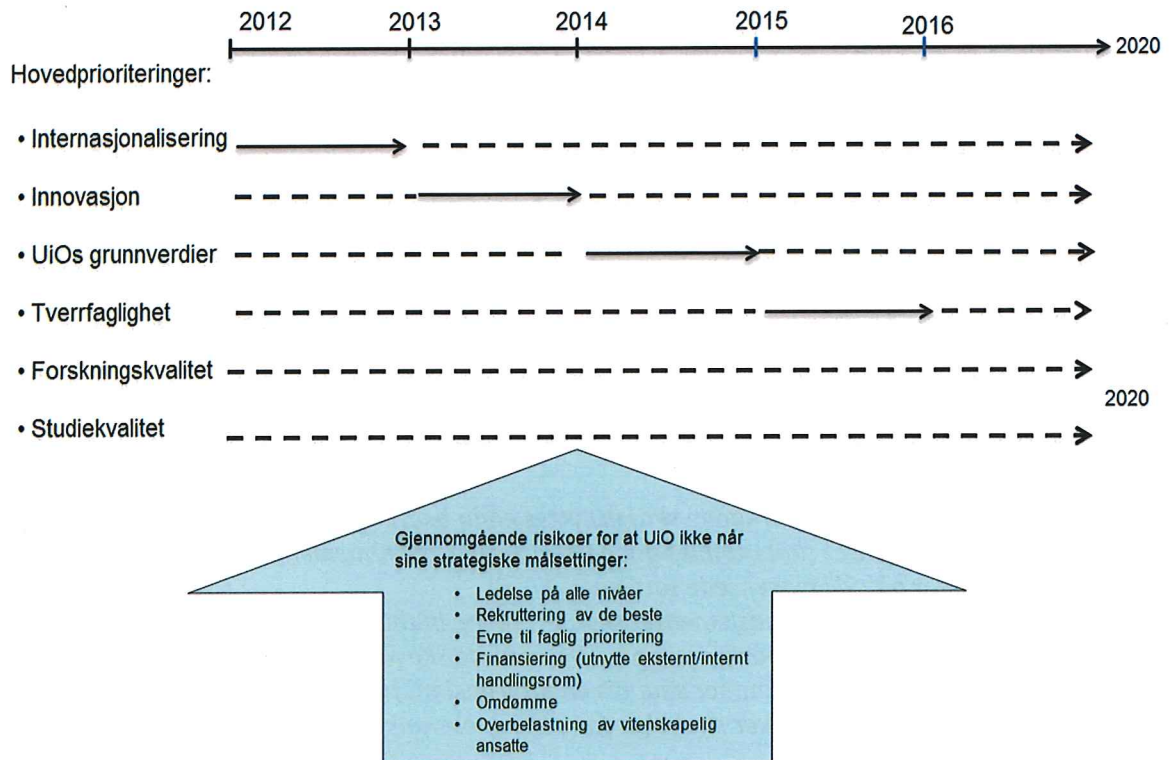 2012 2013 2014 2015 2016
2020
Hovedprioriteringer:
• Internasjonalisering
• Innovasjon
• UiOs grunnverdier
• Tverrfaglighet
• Forskningskvalitet
2020
• Studiekvalitet
Gjennomgående risikoer for at UiO ikke når
sine strategiske målsettinger:
• Ledelse på alle nivåer
• Rekruttering av de beste
• Evne til faglig prioritering
• Finansiering (utnytte eksternt/internt
handlingsrom)
• Omdømme
• Overbelastning av vitenskapelig
ansatte